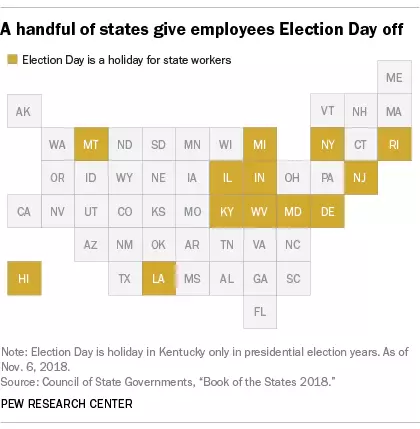 A handful of states give employees Election Day off
Election Day is a holiday for state workers
ME
AK VT NH MA
WA MT ND SD MN WI MI NY CT RI
OR ID WY NE IA IL IN OH PA NJ
CA NV UT CO KS MO KY WV MD DE
AZ NM OK AR TN VA NC
HI TX LA MS AL GA SC
FL
Note: Election Day is holiday in Kentucky only in presidential election years. As of
Nov. 6, 2018.
Source: Council of State Governments, “Book of the States 2018.”
PEW RESEARCH CENTER